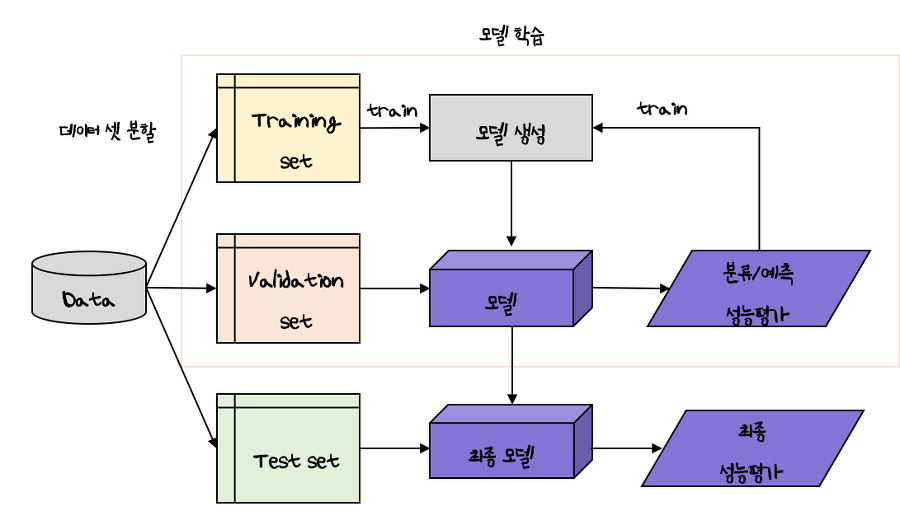 모델 학습
데이터 셋 분할
Training
set
train
모델 생성
train
Data
Validation
set
모델
분류/예측
성능평가
Test set
최종 모델
최종
성능평가